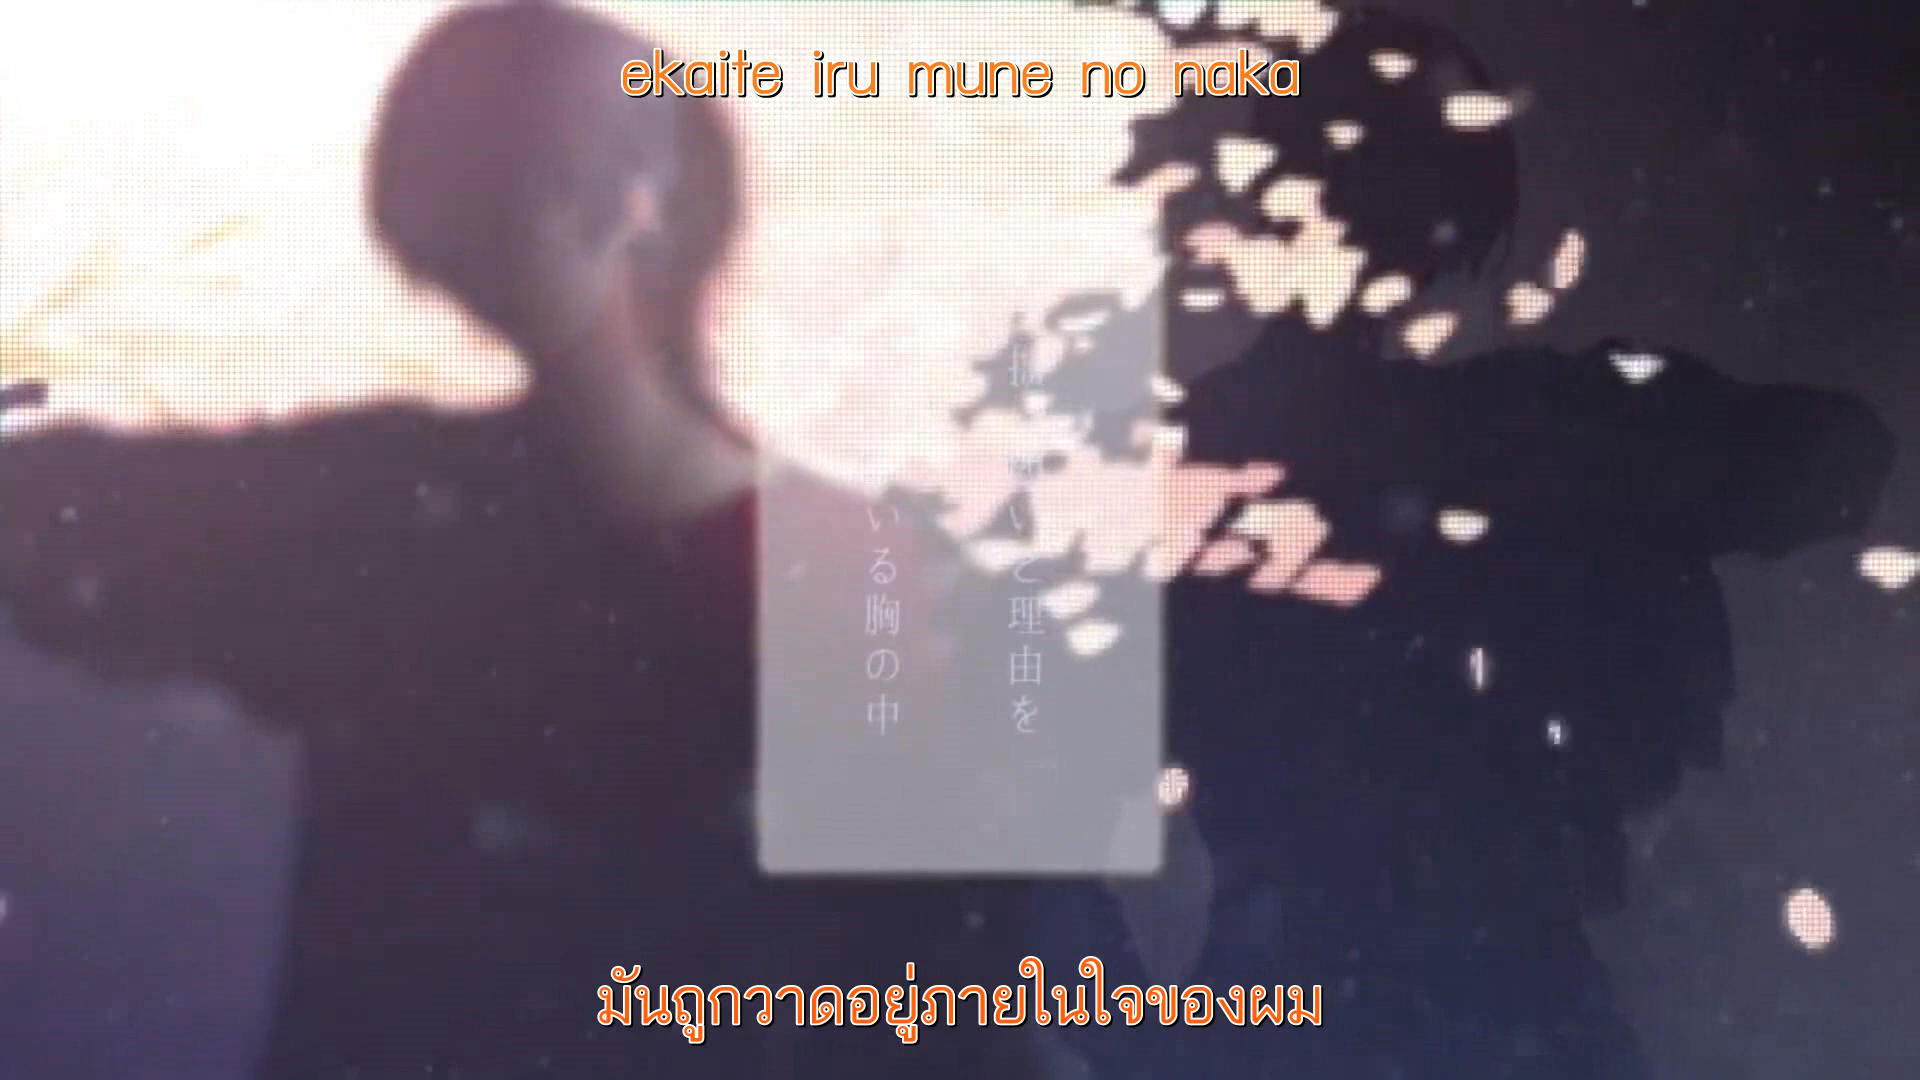 ekaite iru mune no naka
と理由を
いる胸の中
มันถูกวาดอยู่ภายในใจของผม